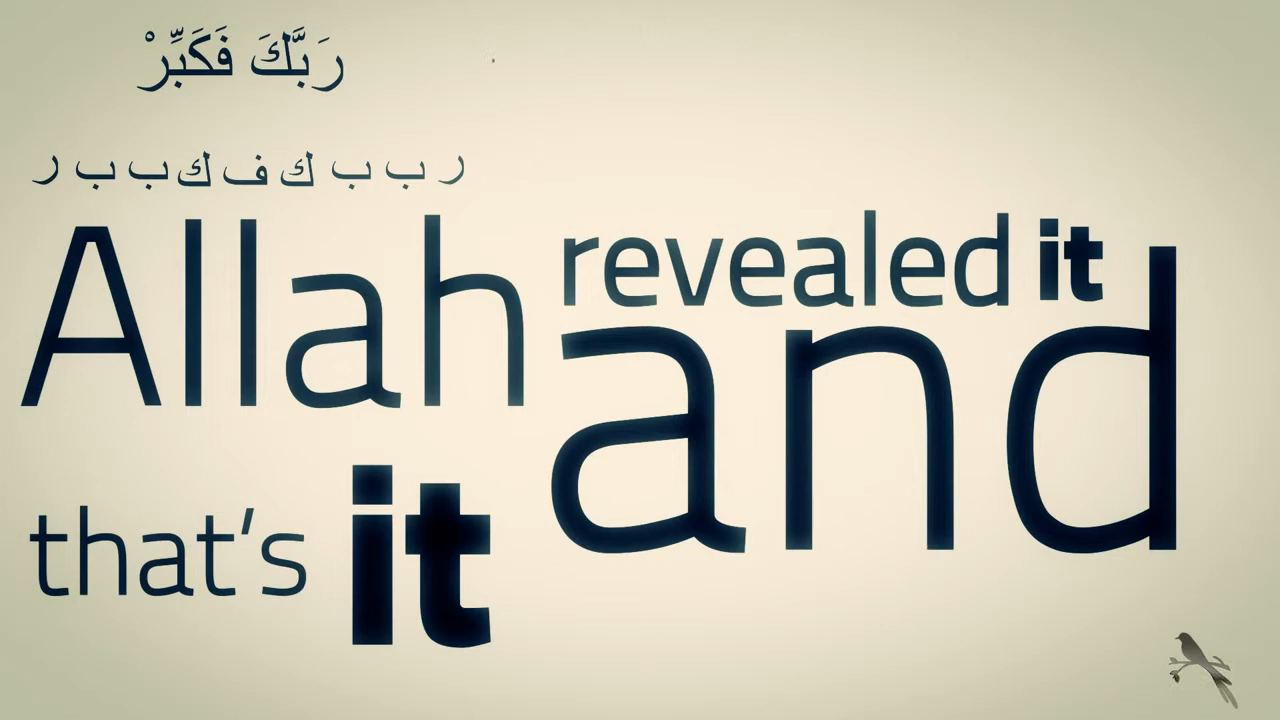 رَبَّكَ فَكَبِّرْ
ر ب ب ك ف ك ب ب ر
Allah revealed it
and
that's it